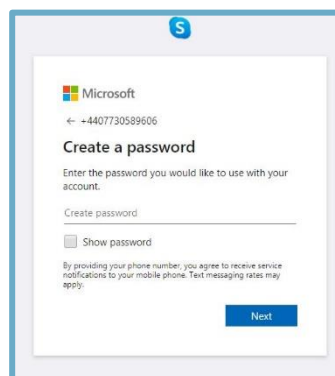 S
Microsoft
← +4407730589606
Create a password
Enter the password you would like to use with your
account.
Create password
Show password
By providing your phone number, you agree to receive service
notifications to your mobile phone. Text messaging rates may
apply.
Next